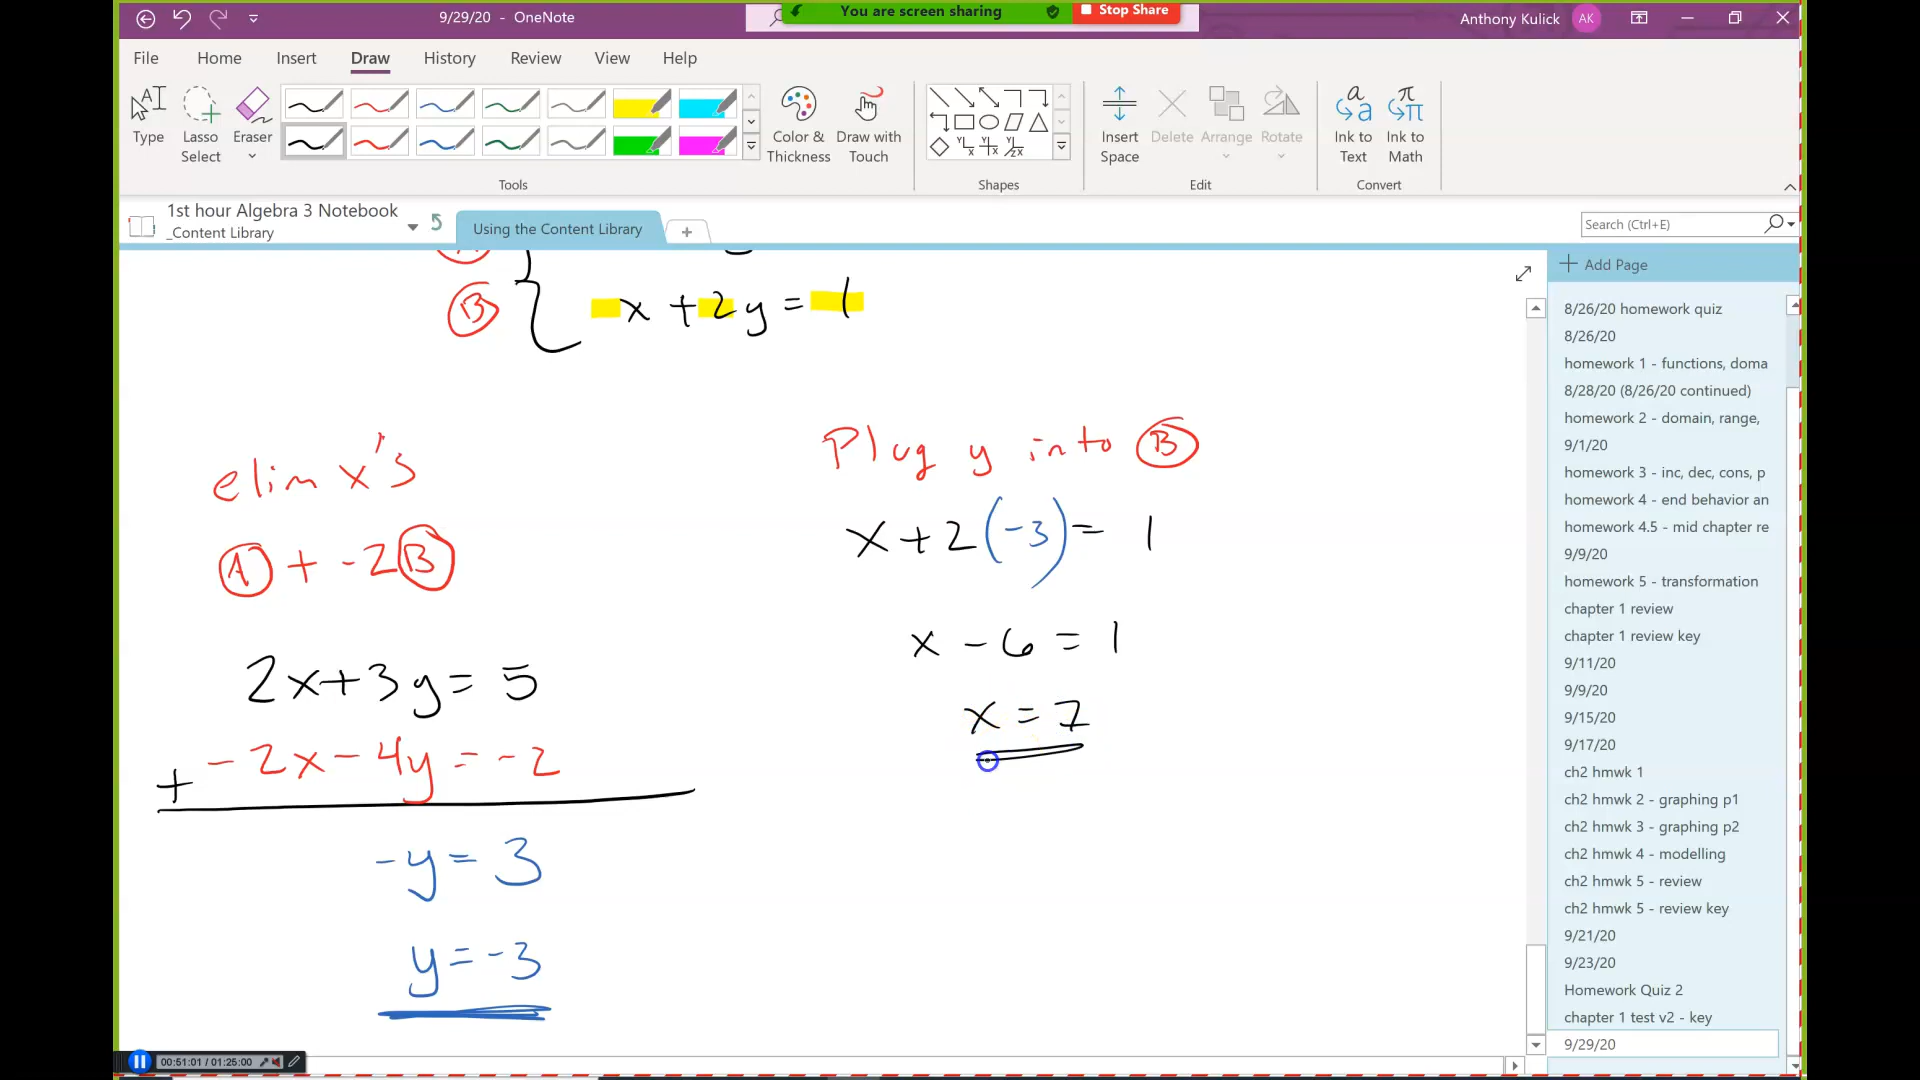 9/29/20 - OneNote
You are screen sharing
Stop Share
Anthony Kulick AK
File Home Insert Draw History Review View Help
Type
Lasso Select
Eraser
Color & Thickness
Draw with Touch
Insert Space
Delete
Arrange
Rotate
Ink to Text
Ink to Math
Tools Shapes Edit Convert
1st hour Algebra 3 Notebook
_Content Library
Using the Content Library
Search (Ctrl+E)
Add Page
B x + 2y = 1
elim x's
A + -2B
2x+3y= 5
+ -2x-4y = -2
-y = 3
y = -3
Plug y into B
x+2(-3)= 1
x - 6 = 1
x = 7
8/26/20 homework quiz
8/26/20
homework 1 - functions, doma
8/28/20 (8/26/20 continued)
homework 2 - domain, range,
9/1/20
homework 3 - inc, dec, cons, p
homework 4 - end behavior an
homework 4.5 - mid chapter re
9/9/20
homework 5 - transformation
chapter 1 review
chapter 1 review key
9/11/20
9/9/20
9/15/20
9/17/20
ch2 hmwk 1
ch2 hmwk 2 - graphing p1
ch2 hmwk 3 - graphing p2
ch2 hmwk 4 - modelling
ch2 hmwk 5 - review
ch2 hmwk 5 - review key
9/21/20
9/23/20
Homework Quiz 2
chapter 1 test v2 - key
9/29/20
00:51:01 / 01:25:00